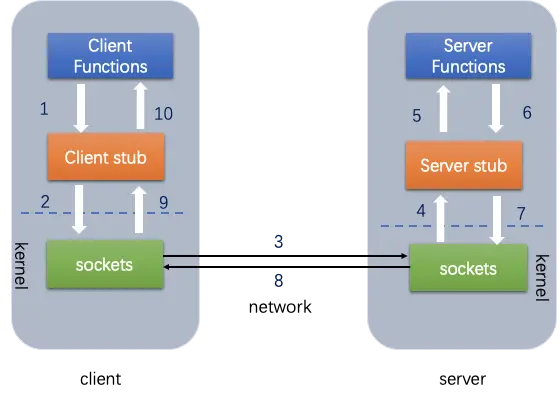 Client
Functions
1
10
Client stub
2
9
kernel
sockets
client
3
8
network
Server
Functions
5
6
Server stub
4
7
sockets
kernel
server